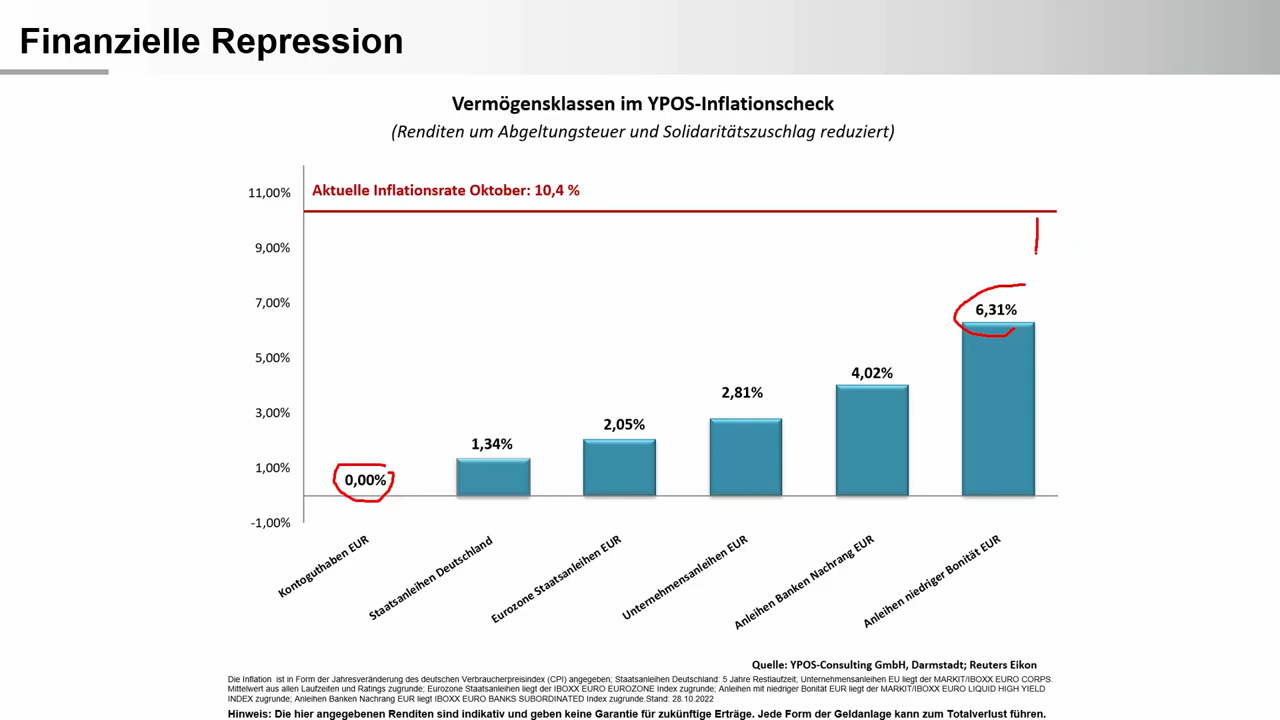 Finanzielle Repression
Vermögensklassen im YPOS-Inflationscheck
(Renditen um Abgeltungsteuer und Solidaritätszuschlag reduziert)
11,00%
Aktuelle Inflationsrate Oktober: 10,4 %
9,00%
7,00%
5,00%
3,00%
1,00%
-1,00%
0,00%
1,34%
2,05%
2,81%
4,02%
6,31%
Kontoguthaben EUR
Staatsanleihen Deutschland
Eurozone Staatsanleihen EUR
Unternehmensanleihen EUR
Anleihen Banken Nachrang EUR
Anleihen niedriger Bonität EUR
Quelle: YPOS-Consulting GmbH, Darmstadt; Reuters Eikon
Die Inflation ist in Form der Jahresveränderung des deutschen Verbraucherpreisindex (CPI) angegeben; Staatsanleihen Deutschland: 5 Jahre Restlaufzeit; Unternehmensanleihen EU liegt der MARKIT/IBOXX EURO CORPS.
Mittelwert aus allen Laufzeiten und Ratings zugrunde; Eurozone Staatsanleihen liegt der IBOXX EURO EUROZONE Index zugrunde; Anleihen mit niedriger Bonität EUR liegt der MARKIT/IBOXX EURO LIQUID HIGH YIELD
INDEX zugrunde; Anleihen Banken Nachrang EUR liegt IBOXX EURO BANKS SUBORDINATED Index zugrunde.Stand: 28.10.2022
Hinweis: Die hier angegebenen Renditen sind indikativ und geben keine Garantie für zukünftige Erträge. Jede Form der Geldanlage kann zum Totalverlust führen.